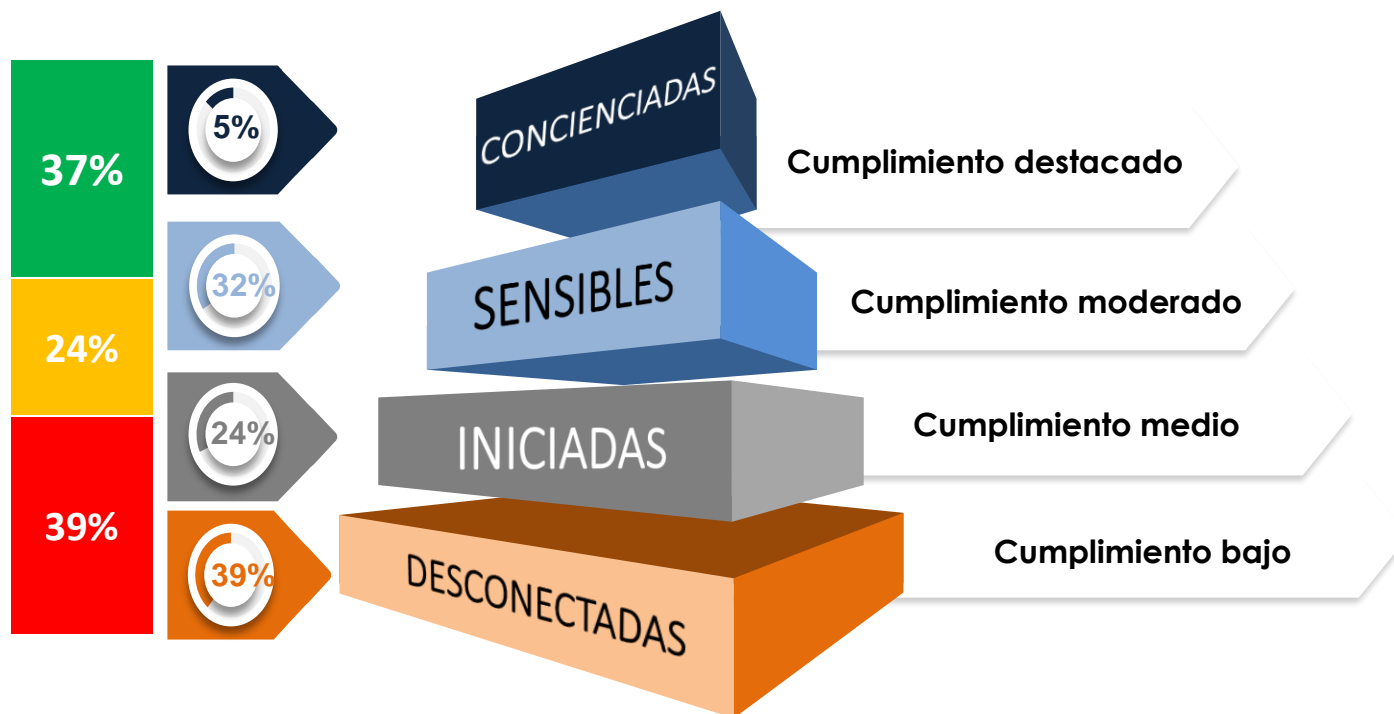 37%
24%
39%
5%
32%
24%
39%
CONCIENCIADAS
SENSIBLES
INICIADAS
DESCONECTADAS
Cumplimiento destacado
Cumplimiento moderado
Cumplimiento medio
Cumplimiento bajo